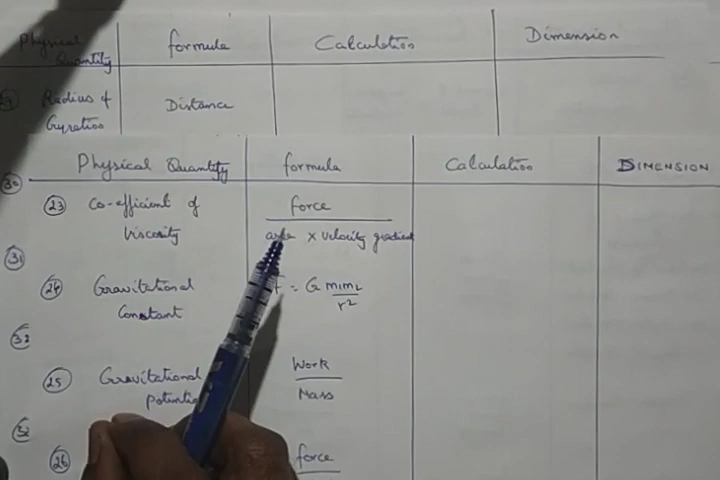 Physical Quantity formula Calculation Dimension
Radius of Gyration Distance
Physical Quantity formula Calculation DIMENSION
30
23 Co-efficient of Viscosity force
area × velocity gradient
31
24 Gravitational Constant = G m1m2
r2
25 Gravitational Work
Mass
26 force